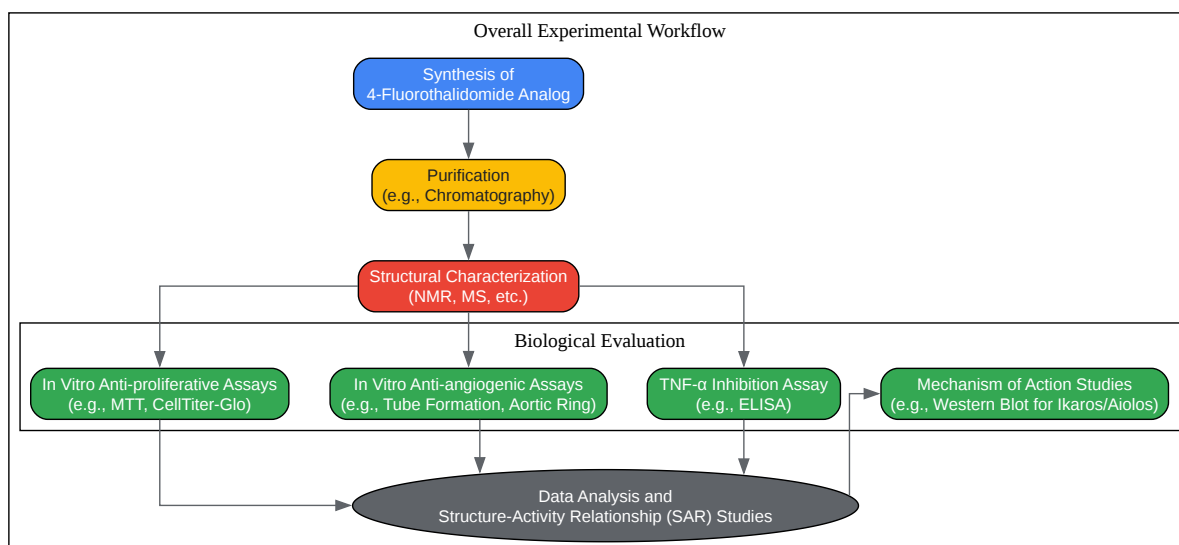 Overall Experimental Workflow
Synthesis of
4-Fluorothalidomide Analog
Purification
(e.g., Chromatography)
Structural Characterization
(NMR, MS, etc.)
Biological Evaluation
In Vitro Anti-proliferative Assays
(e.g., MTT, CellTiter-Glo)
In Vitro Anti-angiogenic Assays
(e.g., Tube Formation, Aortic Ring)
TNF-α Inhibition Assay
(e.g., ELISA)
Mechanism of Action Studies
(e.g., Western Blot for Ikaros/Aiolos)
Data Analysis and
Structure-Activity Relationship (SAR) Studies